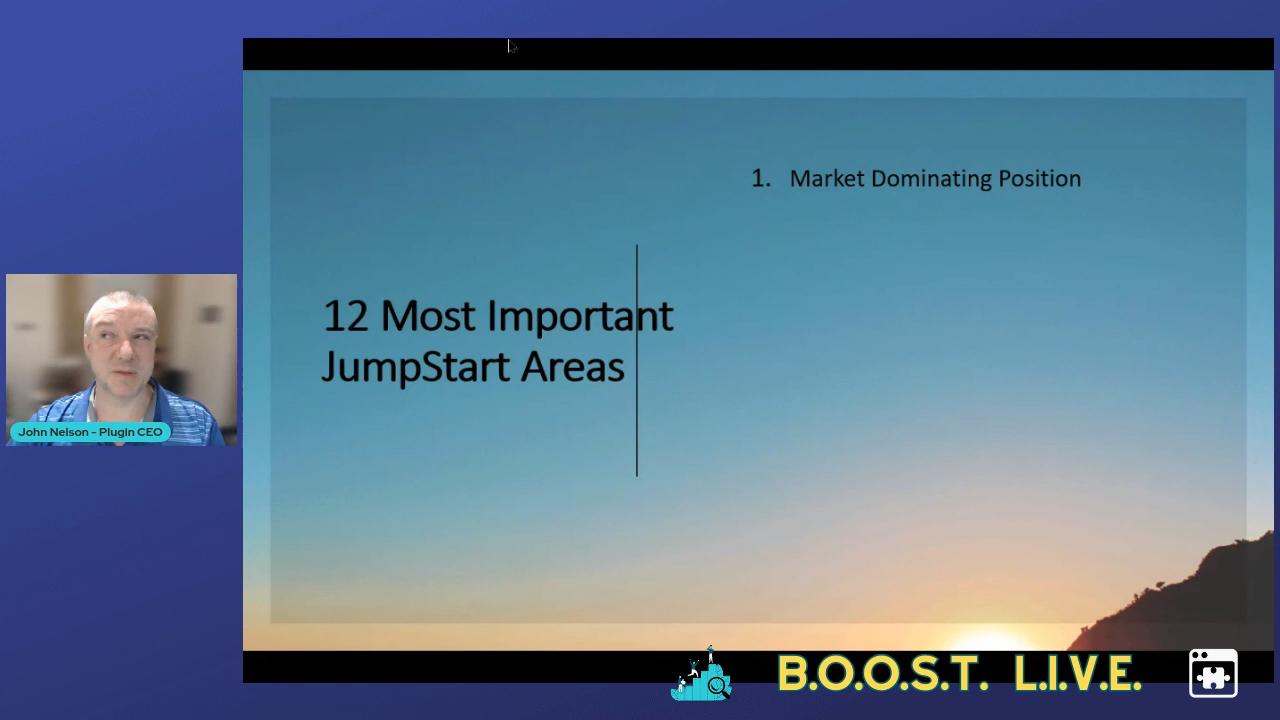 1. Market Dominating Position
12 Most Important
JumpStart Areas
John Nelson - Plugin CEO
B.O.O.S.T. L.I.V.E.